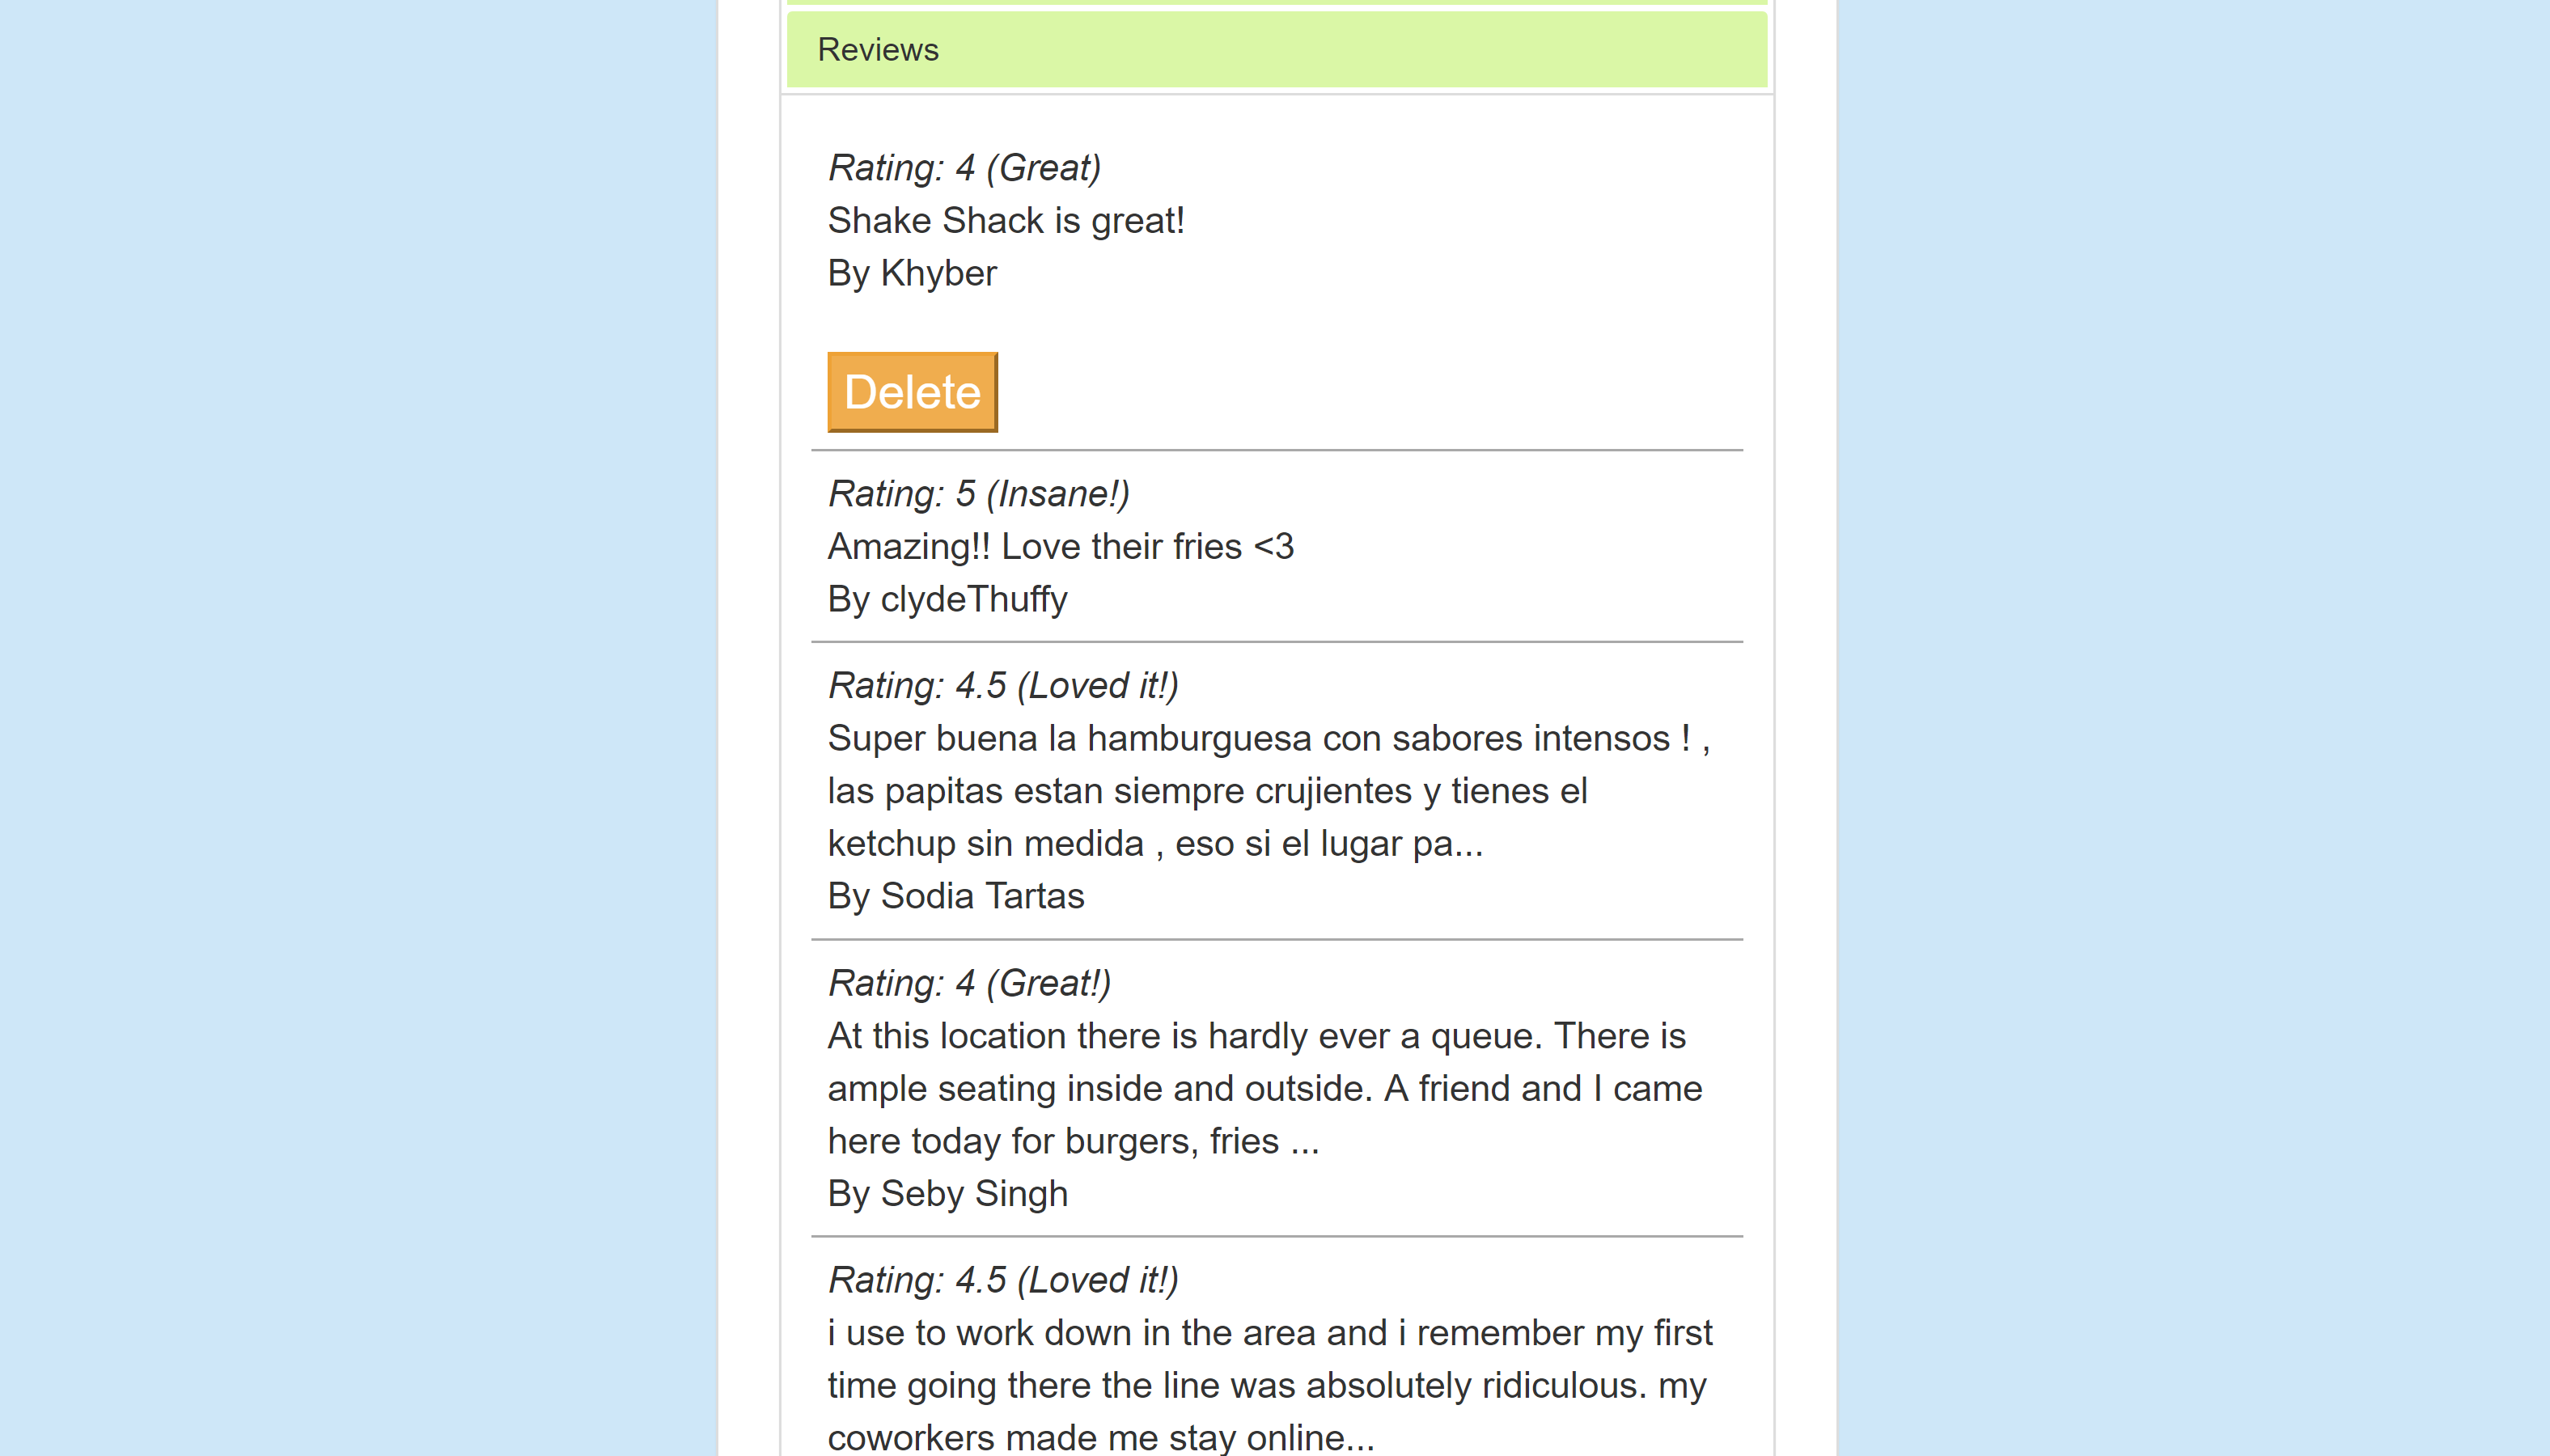 Reviews
Rating: 4 (Great)
Shake Shack is great!
By Khyber
Delete
Rating: 5 (Insane!)
Amazing!! Love their fries <3
By clydeThuffy
Rating: 4.5 (Loved it!)
Super buena la hamburguesa con sabores intensos ! ,
las papitas estan siempre crujientes y tienes el
ketchup sin medida , eso si el lugar pa...
By Sodia Tartas
Rating: 4 (Great!)
At this location there is hardly ever a queue. There is
ample seating inside and outside. A friend and I came
here today for burgers, fries ...
By Seby Singh
Rating: 4.5 (Loved it!)
i use to work down in the area and i remember my first
time going there the line was absolutely ridiculous. my
coworkers made me stay online...